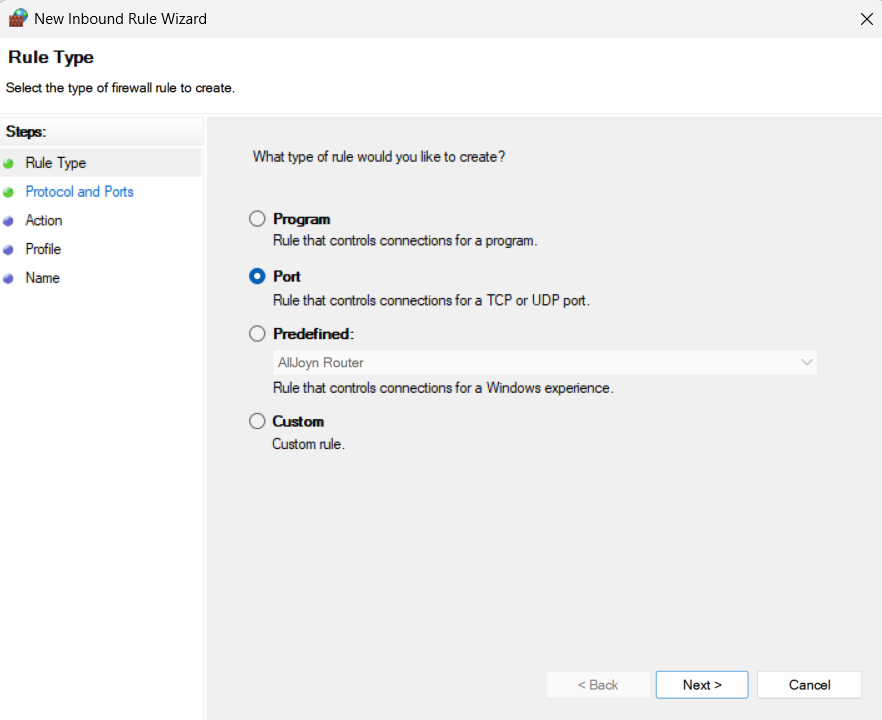 New Inbound Rule Wizard
Rule Type
Select the type of firewall rule to create.
Steps:
Rule Type
Protocol and Ports
Action
Profile
Name
What type of rule would you like to create?
Program
Rule that controls connections for a program.
Port
Rule that controls connections for a TCP or UDP port.
Predefined:
AllJoyn Router
Rule that controls connections for a Windows experience.
Custom
Custom rule.
< Back
Next >
Cancel